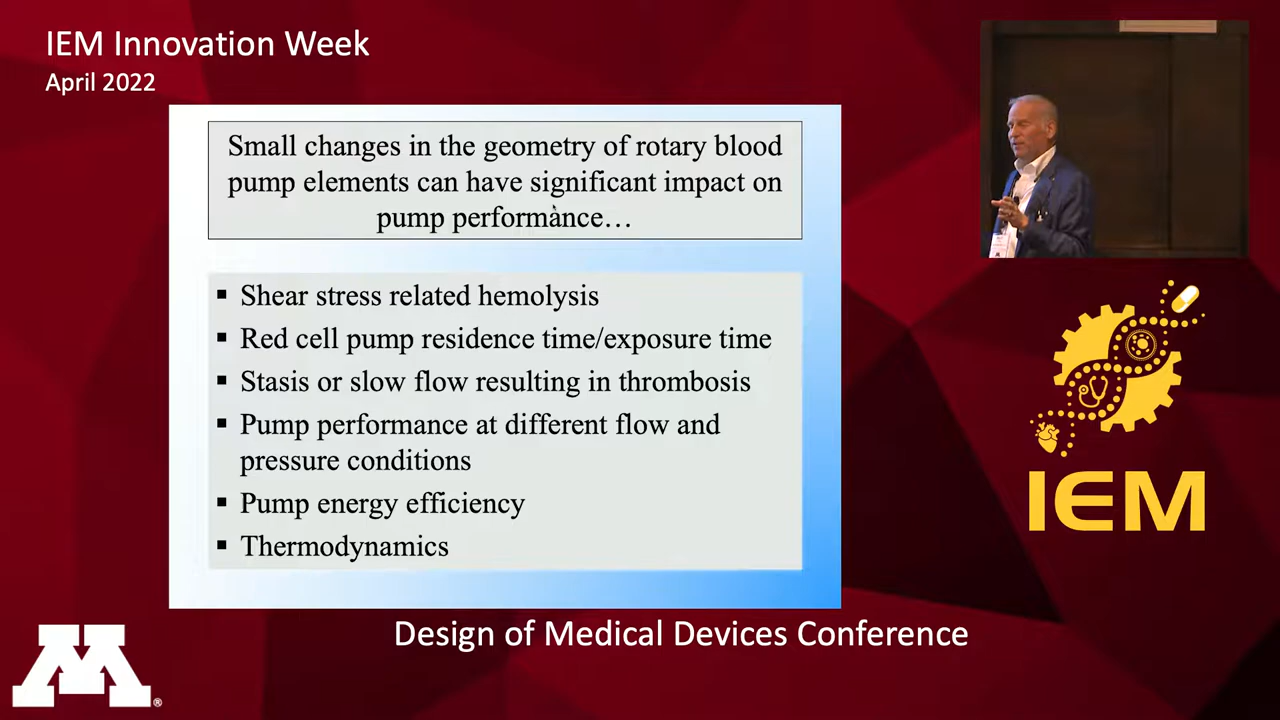 IEM Innovation Week
April 2022
Small changes in the geometry of rotary blood
pump elements can have significant impact on
pump performance…
▪ Shear stress related hemolysis
▪ Red cell pump residence time/exposure time
▪ Stasis or slow flow resulting in thrombosis
▪ Pump performance at different flow and
pressure conditions
▪ Pump energy efficiency
▪ Thermodynamics
IEM
Design of Medical Devices Conference
M®